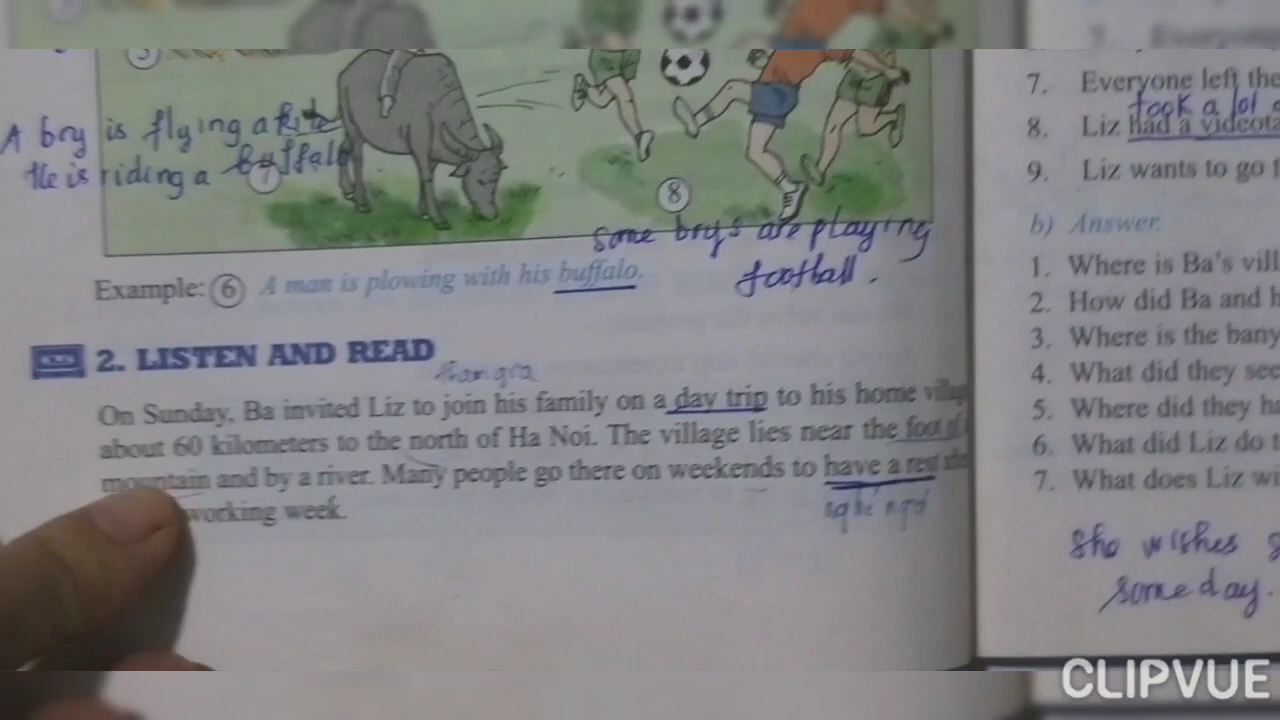 A boy is flying a kite
He is riding a buffalo
7
8
some boys are playing
football.
Example: 6 A man is plowing with his buffalo.
2. LISTEN AND READ
On Sunday, Ba invited Liz to join his family on a day trip to his home village
about 60 kilometers to the north of Ha Noi. The village lies near the foot of
mountain and by a river. Many people go there on weekends to have a rest
nghỉ ngơi
working week.
7. Everyone left the
took a lot
8. Liz had a videota
9. Liz wants to go
b) Answer.
1. Where is Ba's vill
2. How did Ba and h
3. Where is the bany
4. What did they see
5. Where did they ha
6. What did Liz do t
7. What does Liz wi
She wishes
someday.
CLIPVUE